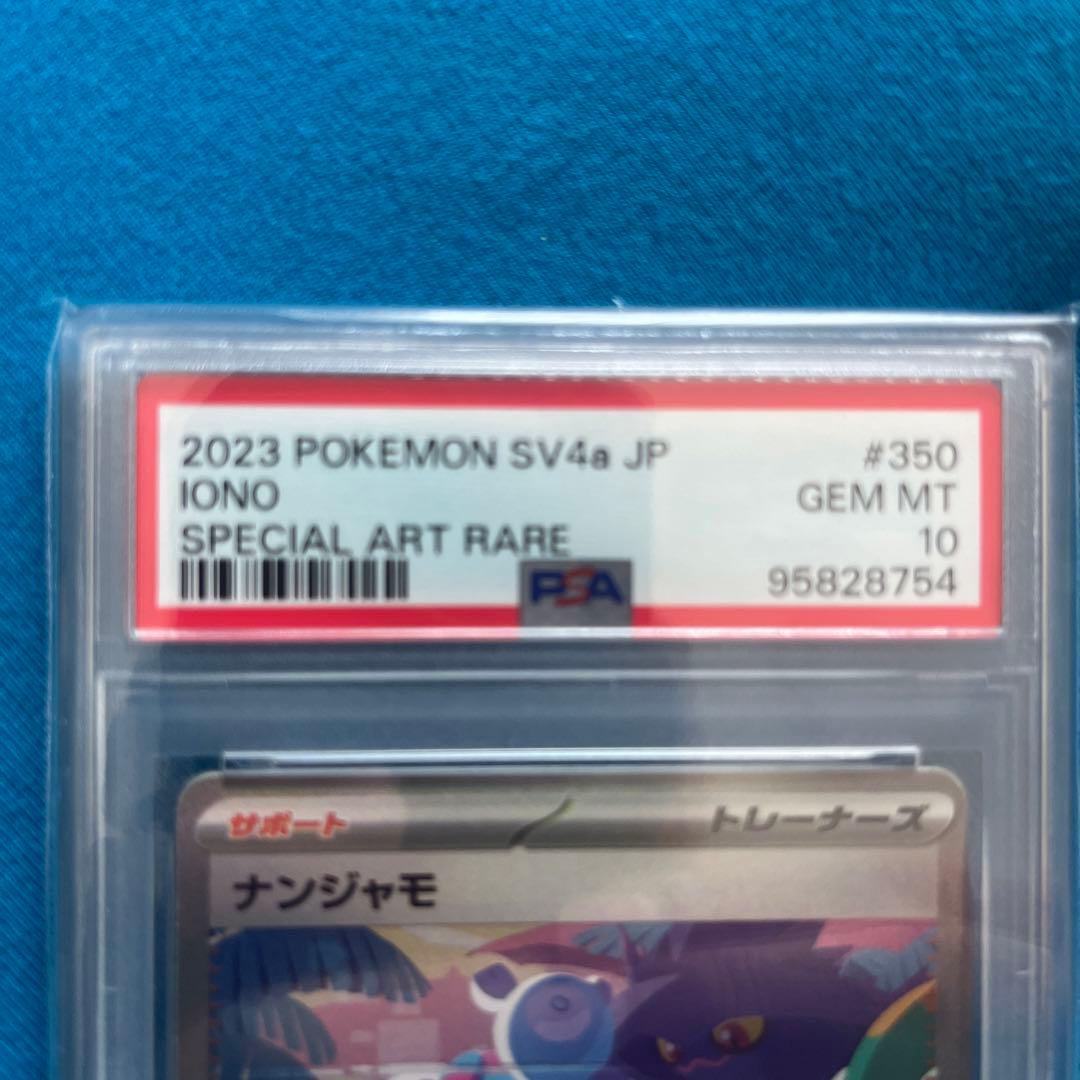 2023 POKEMON SV4a JP #350
IONO GEM MT
SPECIAL ART RARE 10
PSA 95828754
サポート トレーナーズ
ナンジャモ